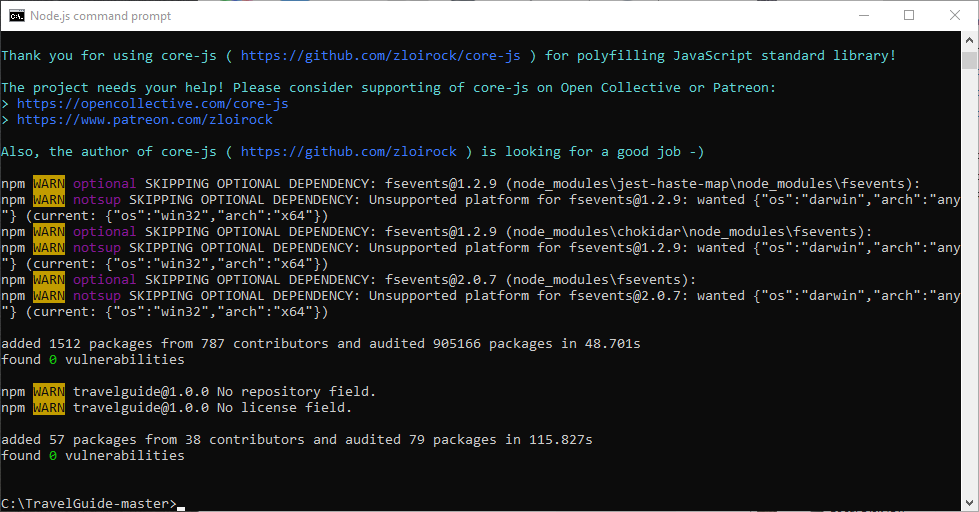 Node.js command prompt
Thank you for using core-js ( https://github.com/zloirock/core-js ) for polyfilling JavaScript standard library!
The project needs your help! Please consider supporting of core-js on Open Collective or Patreon:
> https://opencollective.com/core-js
> https://www.patreon.com/zloirock
Also, the author of core-js ( https://github.com/zloirock ) is looking for a good job -)
npm WARN optional SKIPPING OPTIONAL DEPENDENCY: fsevents@1.2.9 (node_modules\jest-haste-map\node_modules\fsevents):
npm WARN notsup SKIPPING OPTIONAL DEPENDENCY: Unsupported platform for fsevents@1.2.9: wanted {"os":"darwin","arch":"any
"} (current: {"os":"win32","arch":"x64"})
npm WARN optional SKIPPING OPTIONAL DEPENDENCY: fsevents@1.2.9 (node_modules\chokidar\node_modules\fsevents):
npm WARN notsup SKIPPING OPTIONAL DEPENDENCY: Unsupported platform for fsevents@1.2.9: wanted {"os":"darwin","arch":"any
"} (current: {"os":"win32","arch":"x64"})
npm WARN optional SKIPPING OPTIONAL DEPENDENCY: fsevents@2.0.7 (node_modules\fsevents):
npm WARN notsup SKIPPING OPTIONAL DEPENDENCY: Unsupported platform for fsevents@2.0.7: wanted {"os":"darwin","arch":"any
"} (current: {"os":"win32","arch":"x64"})
added 1512 packages from 787 contributors and audited 905166 packages in 48.701s
found 0 vulnerabilities
npm WARN travelguide@1.0.0 No repository field.
npm WARN travelguide@1.0.0 No license field.
added 57 packages from 38 contributors and audited 79 packages in 115.827s
found 0 vulnerabilities
C:\TravelGuide-master>